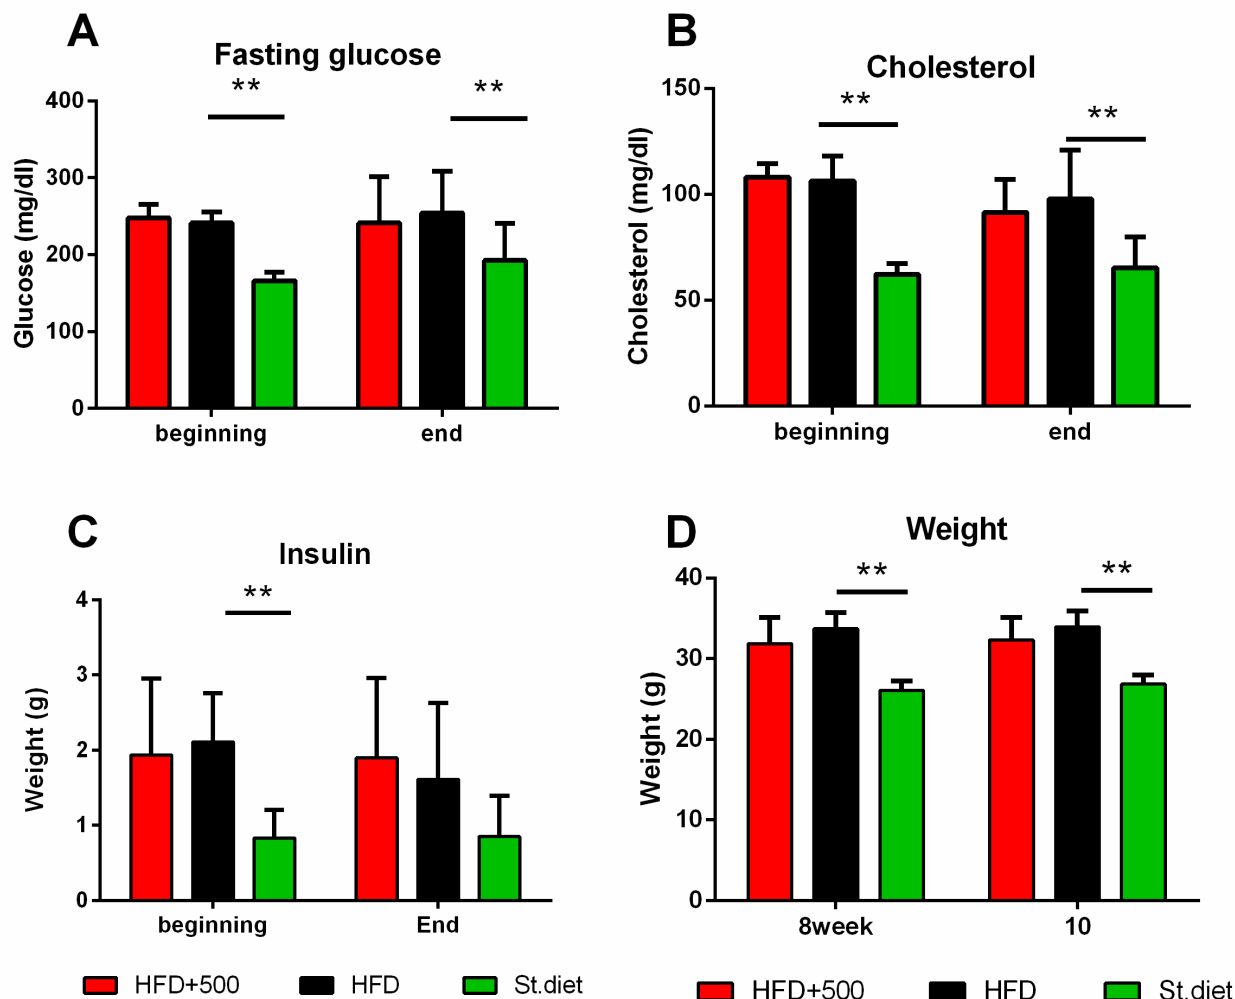 A
Fasting glucose
**
**
400
300
200
100
0
Glucose (mg/dl)
beginning
end
B
Cholesterol
**
**
150
100
50
0
Cholesterol (mg/dl)
beginning
end
C
Insulin
**
4
3
2
1
0
Weight (g)
beginning
End
HFD+500
HFD
St.diet
D
Weight
**
**
40
30
20
10
0
Weight (g)
8week
10
HFD+500
HFD
St.diet